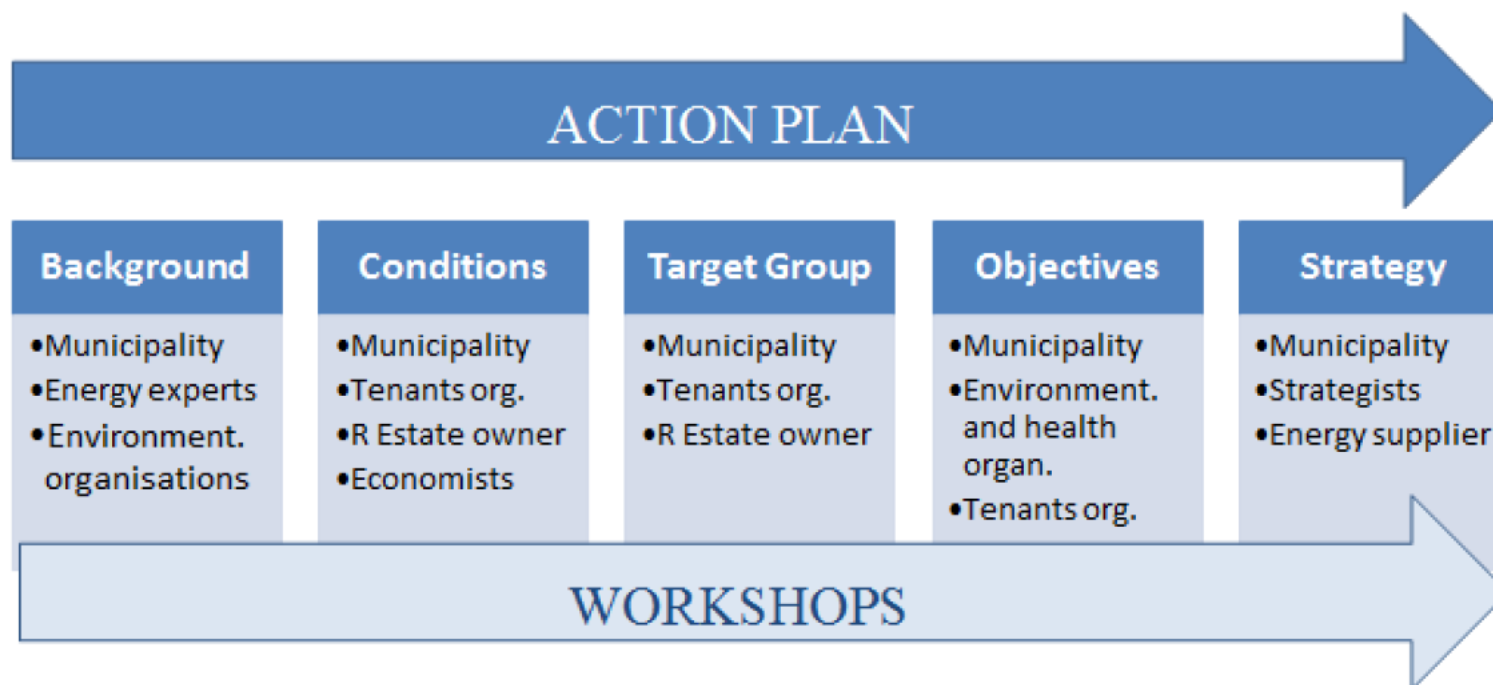 ACTION PLAN
Background
•Municipality
•Energy experts
•Environment.
organisations
Conditions
•Municipality
•Tenants org.
•R Estate owner
•Economists
Target Group
•Municipality
•Tenants org.
•R Estate owner
Objectives
•Municipality
•Environment.
and health
organ.
•Tenants org.
Strategy
•Municipality
•Strategists
•Energy supplier
WORKSHOPS